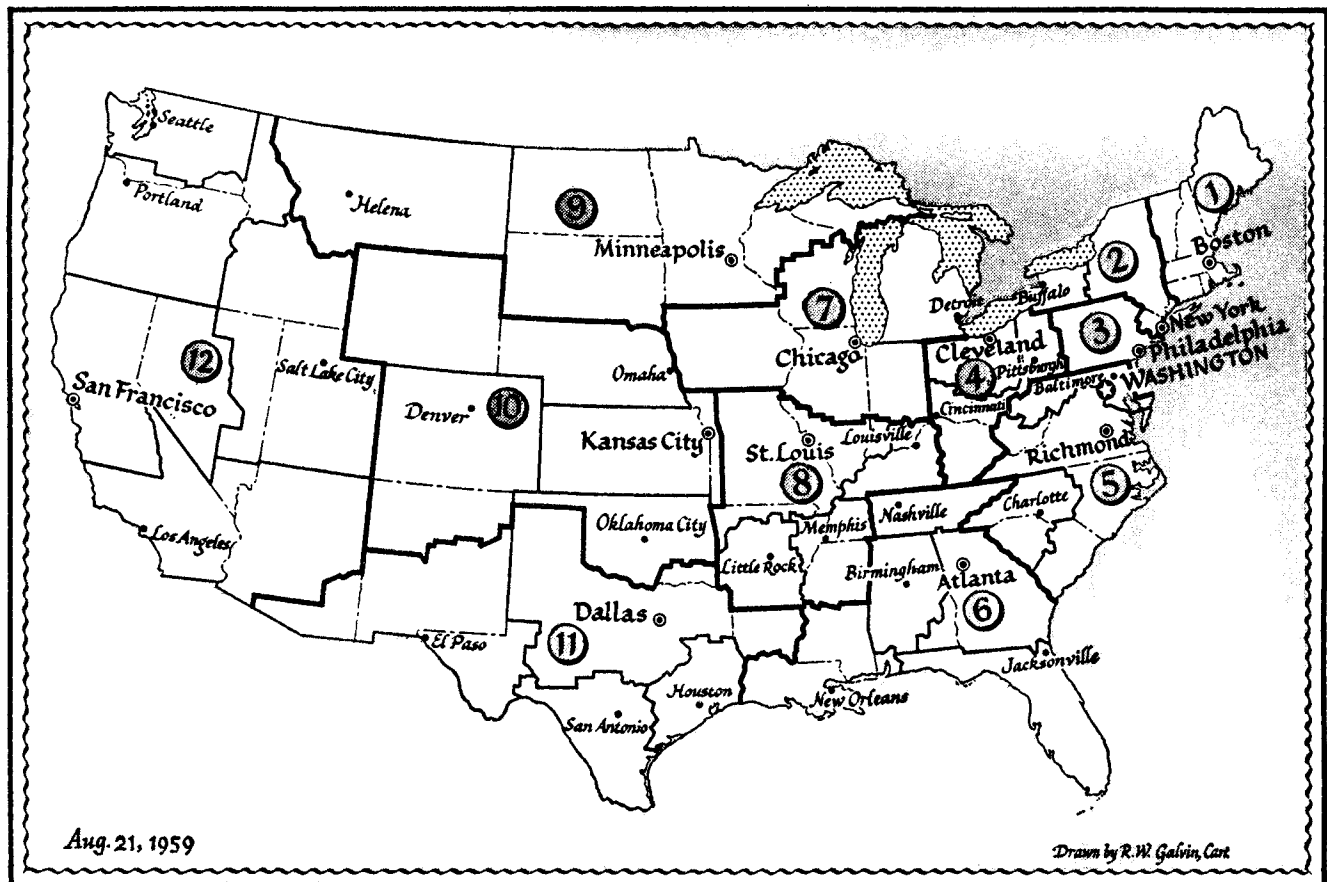 Seattle
Portland
Helena
9
Minneapolis
1
Boston
2
Detroit
Buffalo
7
Chicago
Cleveland
3
New York
Philadelphia
WASHINGTON
Pittsburgh
4
Baltimore
Cincinnati
12
San Francisco
Salt Lake City
Omaha
Denver
10
Kansas City
St. Louis
Louisville
8
Richmond
5
Los Angeles
Oklahoma City
Memphis
Nashville
Charlotte
Little Rock
Birmingham
Atlanta
6
Dallas
11
El Paso
Jacksonville
Houston
New Orleans
San Antonio
Aug. 21, 1959
Drawn by R.W. Galvin, Cart.